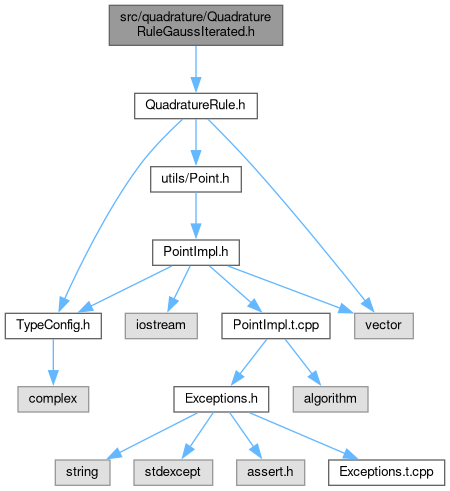 src/quadrature/Quadrature
RuleGaussIterated.h
QuadratureRule.h
utils/Point.h
PointImpl.h
TypeConfig.h
iostream
PointImpl.t.cpp
vector
complex
Exceptions.h
algorithm
string
stdexcept
assert.h
Exceptions.t.cpp